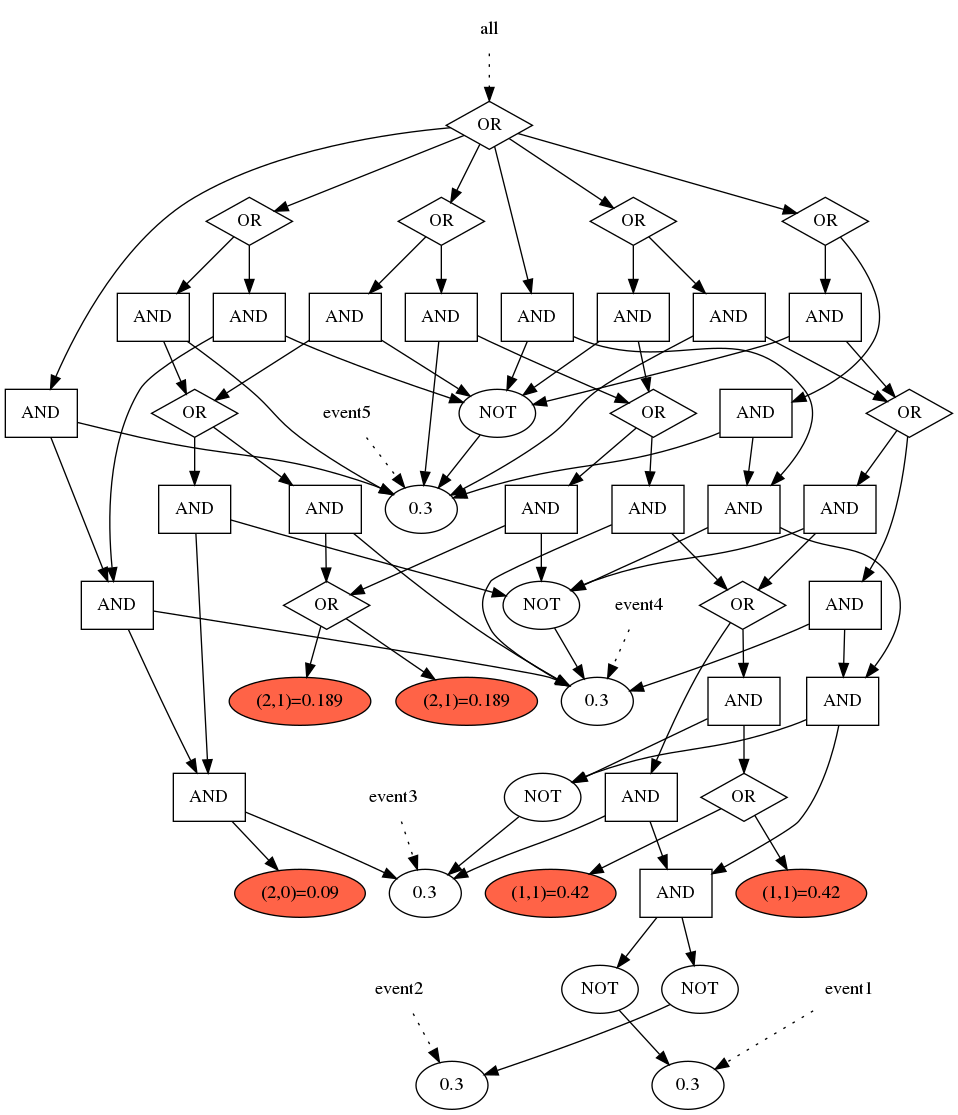 all
OR
OR
OR
OR
OR
AND
AND
AND
AND
AND
AND
AND
AND
AND
OR
event5
NOT
OR
AND
OR
AND
AND
0.3
AND
AND
AND
AND
AND
OR
NOT
event4
OR
AND
(2,1)=0.189
(2,1)=0.189
0.3
AND
AND
AND
event3
NOT
AND
OR
(2,0)=0.09
0.3
(1,1)=0.42
AND
(1,1)=0.42
event2
NOT
NOT
event1
0.3
0.3